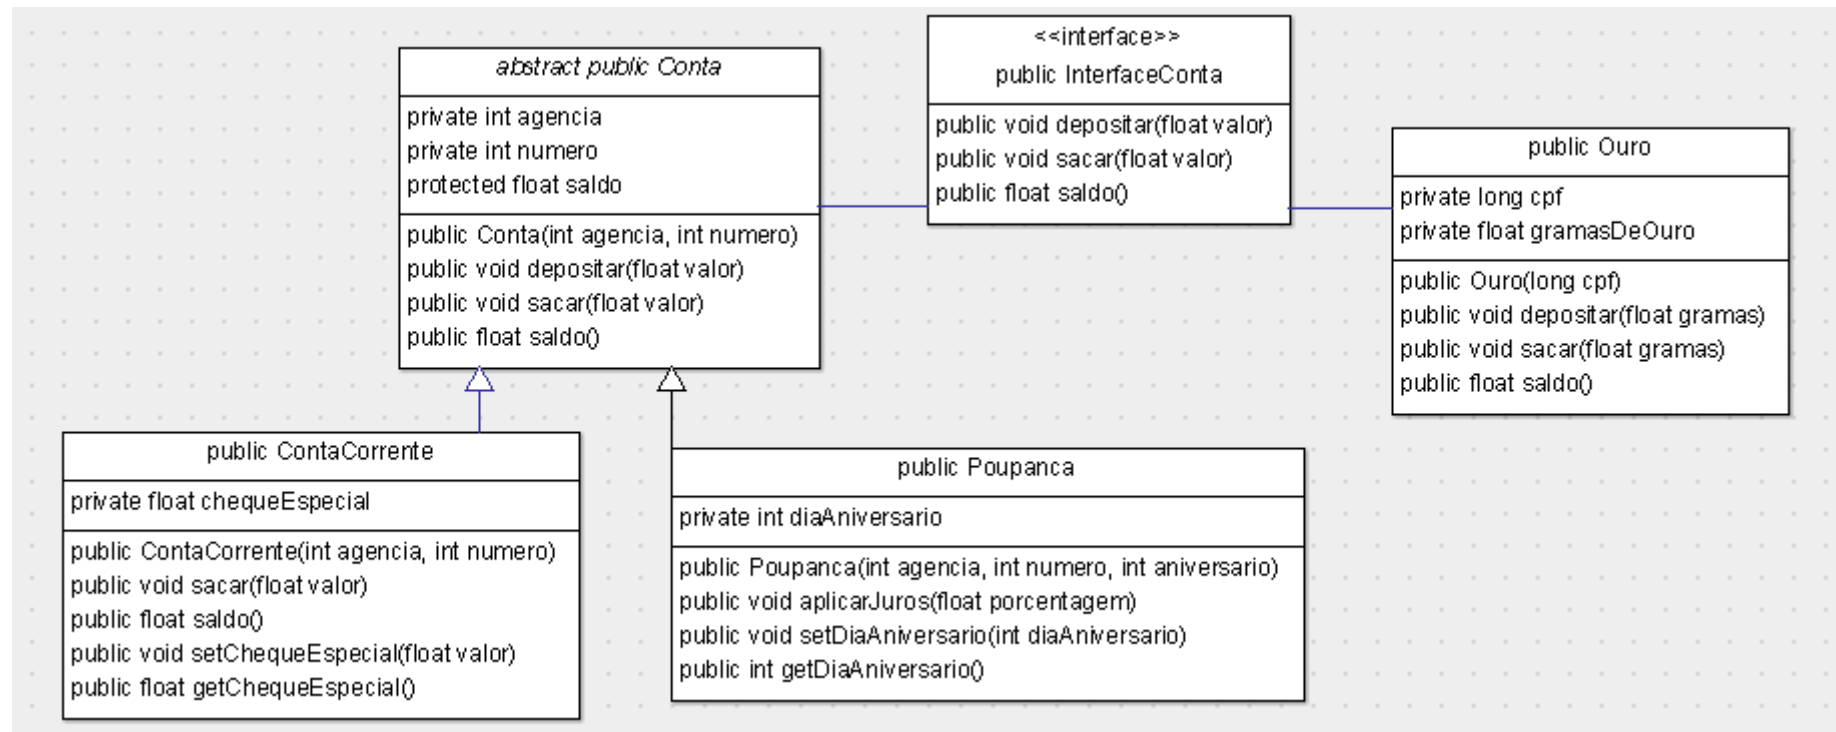 abstract public Conta
private int agencia
private int numero
protected float saldo
public Conta(int agencia, int numero)
public void depositar(float valor)
public void sacar(float valor)
public float saldo()
<<interface>>
public InterfaceConta
public void depositar(float valor)
public void sacar(float valor)
public float saldo()
public Ouro
private long cpf
private float gramasDeOuro
public Ouro(long cpf)
public void depositar(float gramas)
public void sacar(float gramas)
public float saldo()
public ContaCorrente
private float chequeEspecial
public ContaCorrente(int agencia, int numero)
public void sacar(float valor)
public float saldo()
public void setChequeEspecial(float valor)
public float getChequeEspecial()
public Poupanca
private int diaAniversario
public Poupanca(int agencia, int numero, int aniversario)
public void aplicarJuros(float porcentagem)
public void setDiaAniversario(int diaAniversario)
public int getDiaAniversario()